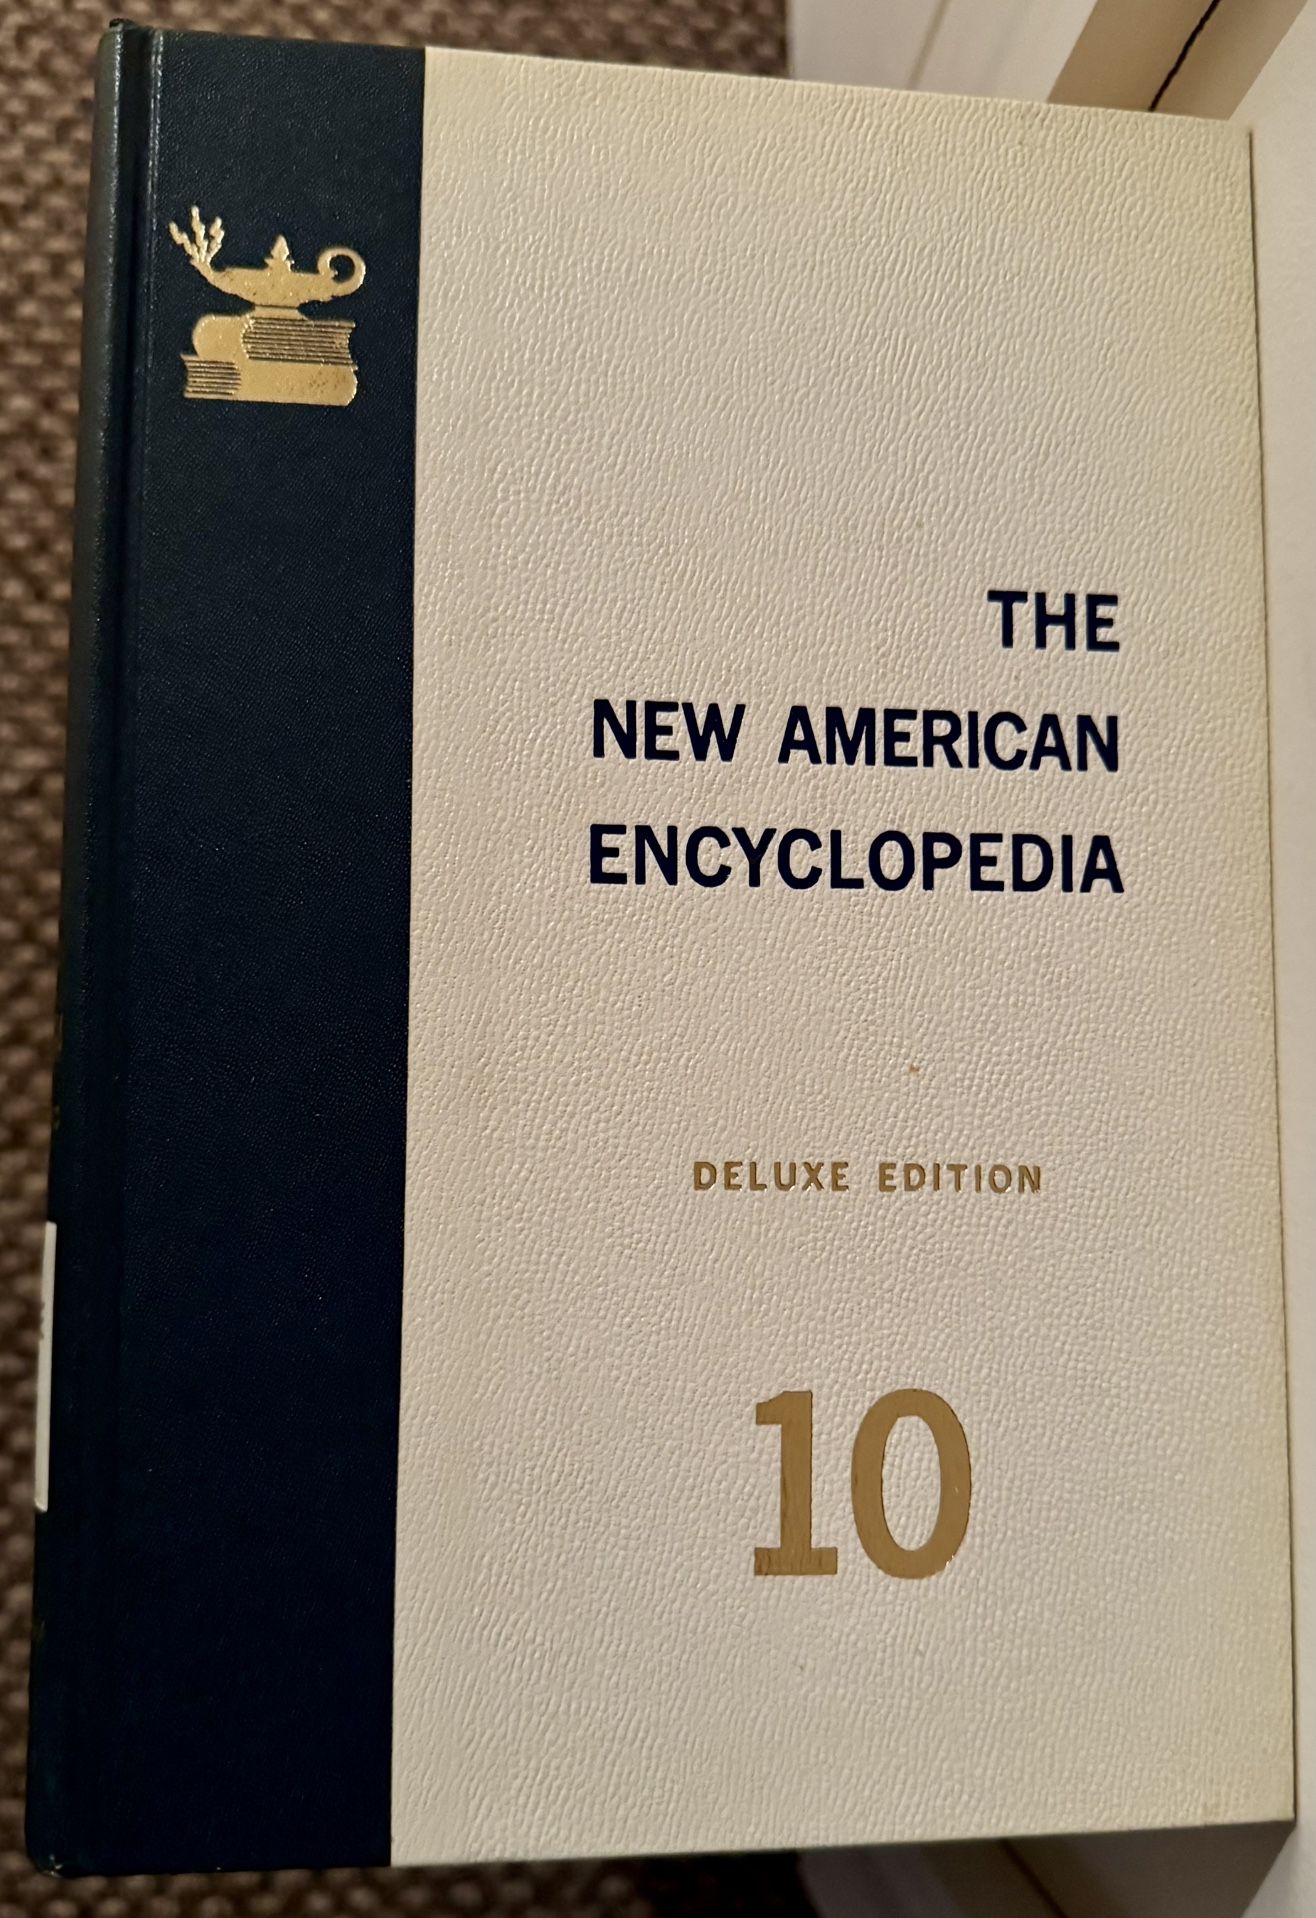 THE
NEW AMERICAN
ENCYCLOPEDIA
DELUXE EDITION
10